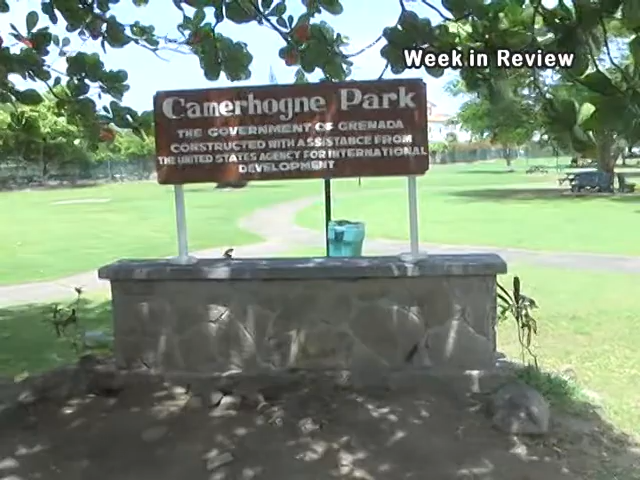 Week in Review
Camerhogne Park
THE GOVERNMENT OF GRENADA
CONSTRUCTED WITH ASSISTANCE FROM
THE UNITED STATES AGENCY FOR INTERNATIONAL
DEVELOPMENT